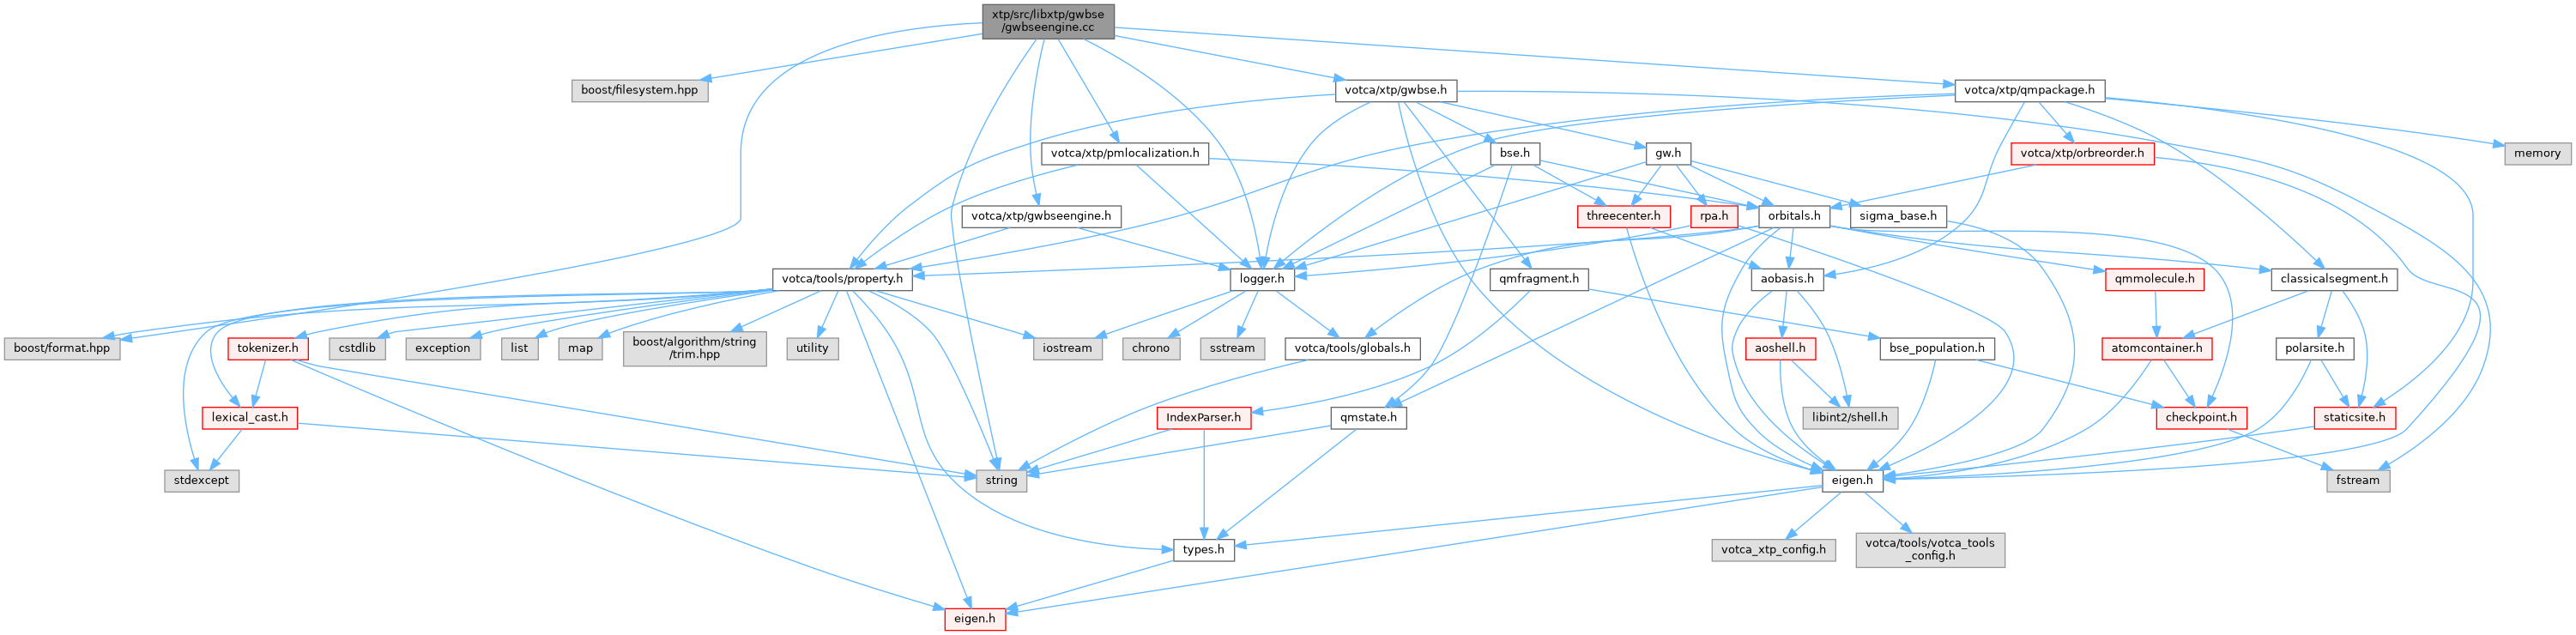 xtp/src/libxtp/gwbse
/gwbseengine.cc
boost/filesystem.hpp
votca/xtp/gwbse.h
votca/xtp/qmpackage.h
votca/xtp/pmlocalization.h
bse.h
gw.h
votca/xtp/orbreorder.h
memory
votca/xtp/gwbseengine.h
threecenter.h
rpa.h
orbitals.h
sigma_base.h
votca/tools/property.h
logger.h
qmfragment.h
aobasis.h
qmmolecule.h
classicalsegment.h
boost/format.hpp
tokenizer.h
cstdlib
exception
list
map
boost/algorithm/string
/trim.hpp
utility
iostream
chrono
sstream
votca/tools/globals.h
aoshell.h
bse_population.h
atomcontainer.h
polarsite.h
lexical_cast.h
IndexParser.h
qmstate.h
libint2/shell.h
checkpoint.h
staticsite.h
stdexcept
string
eigen.h
fstream
types.h
votca_xtp_config.h
votca/tools/votca_tools
_config.h
eigen.h